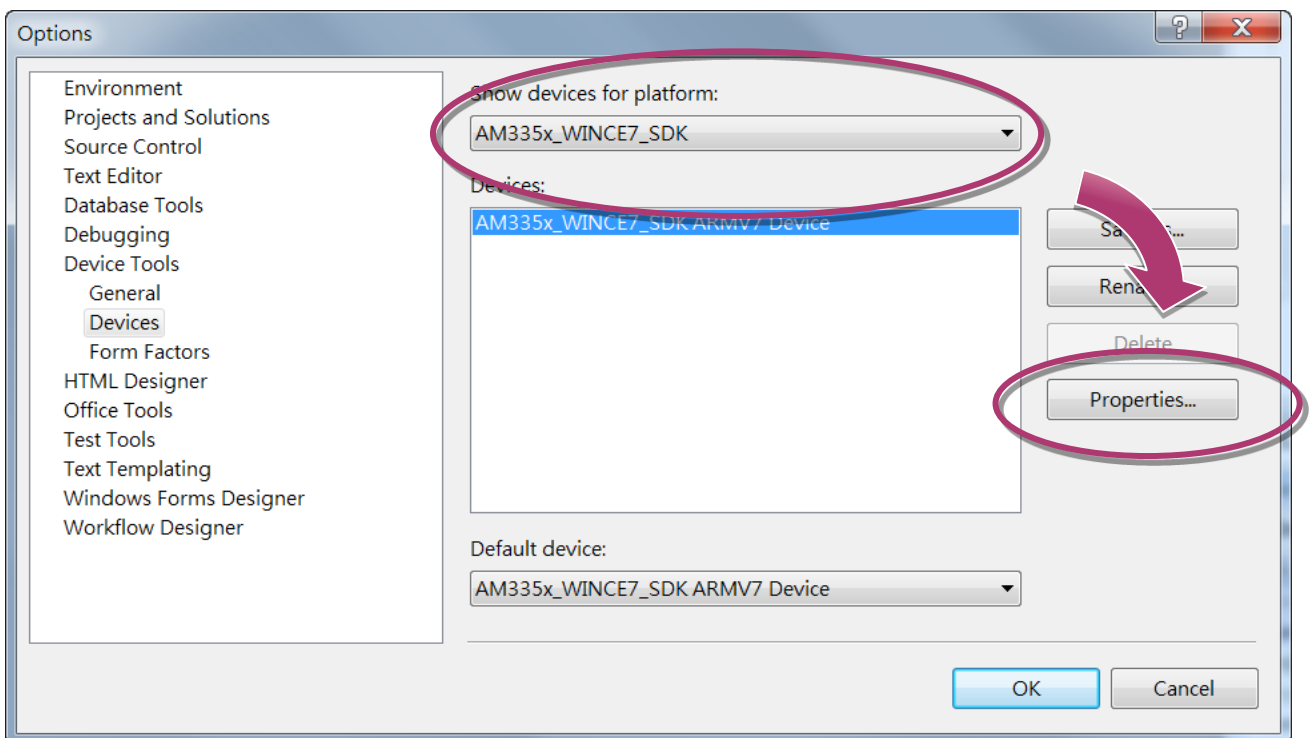 Options
Environment
Projects and Solutions
Source Control
Text Editor
Database Tools
Debugging
Device Tools
General
Devices
Form Factors
HTML Designer
Office Tools
Test Tools
Text Templating
Windows Forms Designer
Workflow Designer
Show devices for platform:
AM335x_WINCE7_SDK
Devices:
AM335x_WINCE7_SDK ARMV7 Device
Delete
Properties...
Default device:
AM335x_WINCE7_SDK ARMV7 Device
OK
Cancel